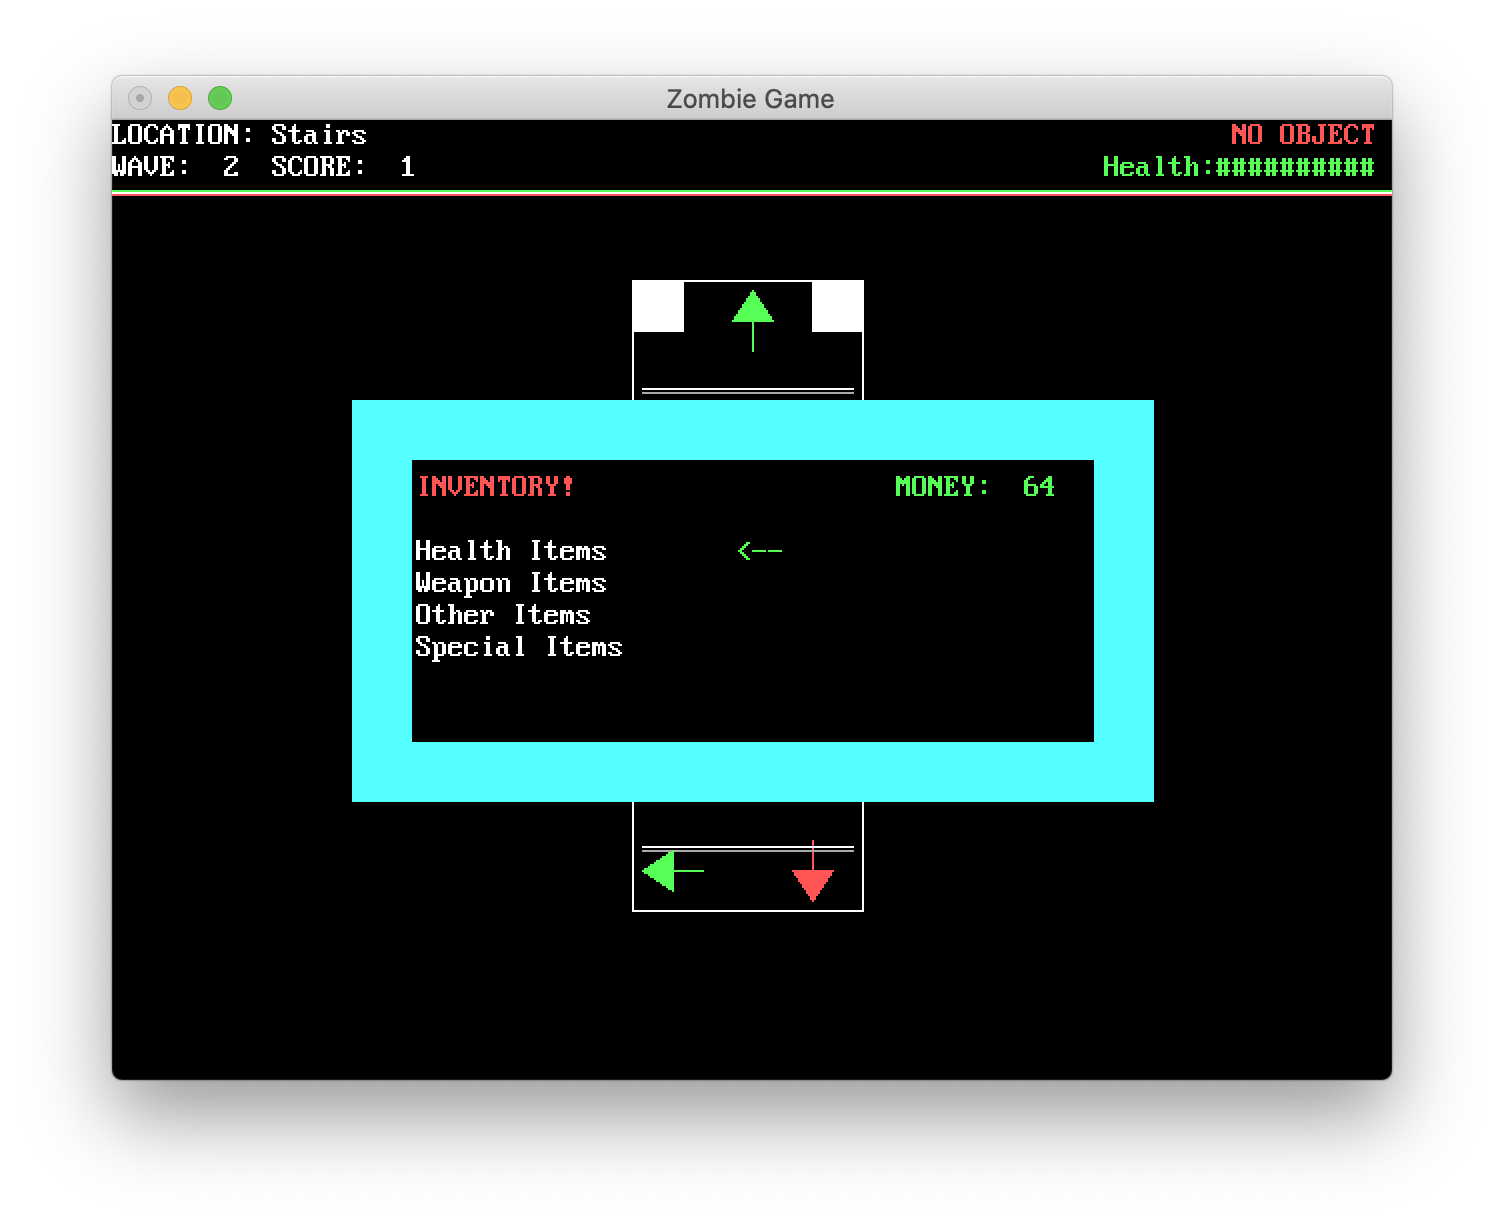 Zombie Game
LOCATION: Stairs
NO OBJECT
WAVE:  2  SCORE:  1
Health:##########
INVENTORY!
MONEY:  64
Health Items <--
Weapon Items
Other Items
Special Items